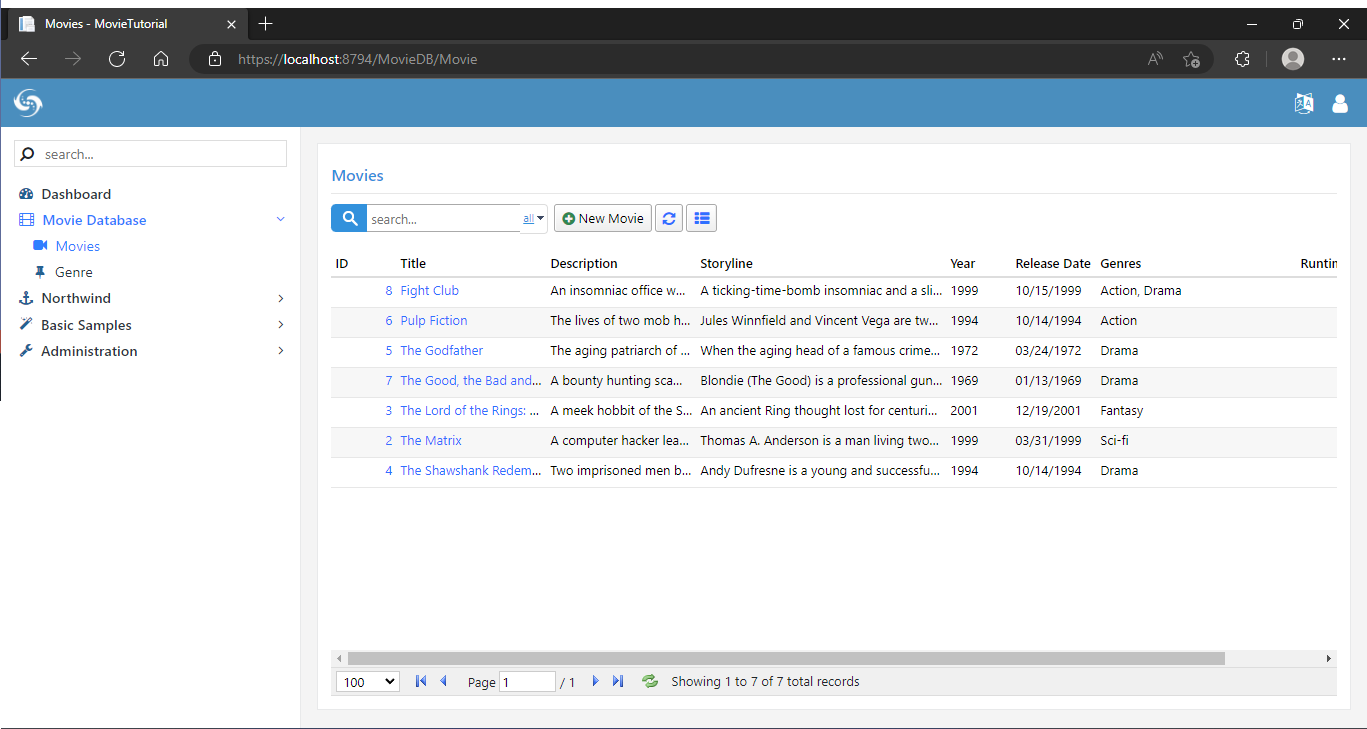 Movies - MovieTutorial
https://localhost:8794/MovieDB/Movie
search...
Dashboard
Movie Database
Movies
Genre
Northwind
Basic Samples
Administration
Movies
search... all New Movie
ID Title Description Storyline Year Release Date Genres Runtin
8 Fight Club An insomniac office w... A ticking-time-bomb insomniac and a sli... 1999 10/15/1999 Action, Drama
6 Pulp Fiction The lives of two mob h... Jules Winnfield and Vincent Vega are tw... 1994 10/14/1994 Action
5 The Godfather The aging patriarch of ... When the aging head of a famous crime... 1972 03/24/1972 Drama
7 The Good, the Bad and... A bounty hunting sca... Blondie (The Good) is a professional gun... 1969 01/13/1969 Drama
3 The Lord of the Rings: ... A meek hobbit of the S... An ancient Ring thought lost for centuri... 2001 12/19/2001 Fantasy
2 The Matrix A computer hacker lea... Thomas A. Anderson is a man living two... 1999 03/31/1999 Sci-fi
4 The Shawshank Redem... Two imprisoned men b... Andy Dufresne is a young and successfu... 1994 10/14/1994 Drama
100 Page 1 / 1 Showing 1 to 7 of 7 total records